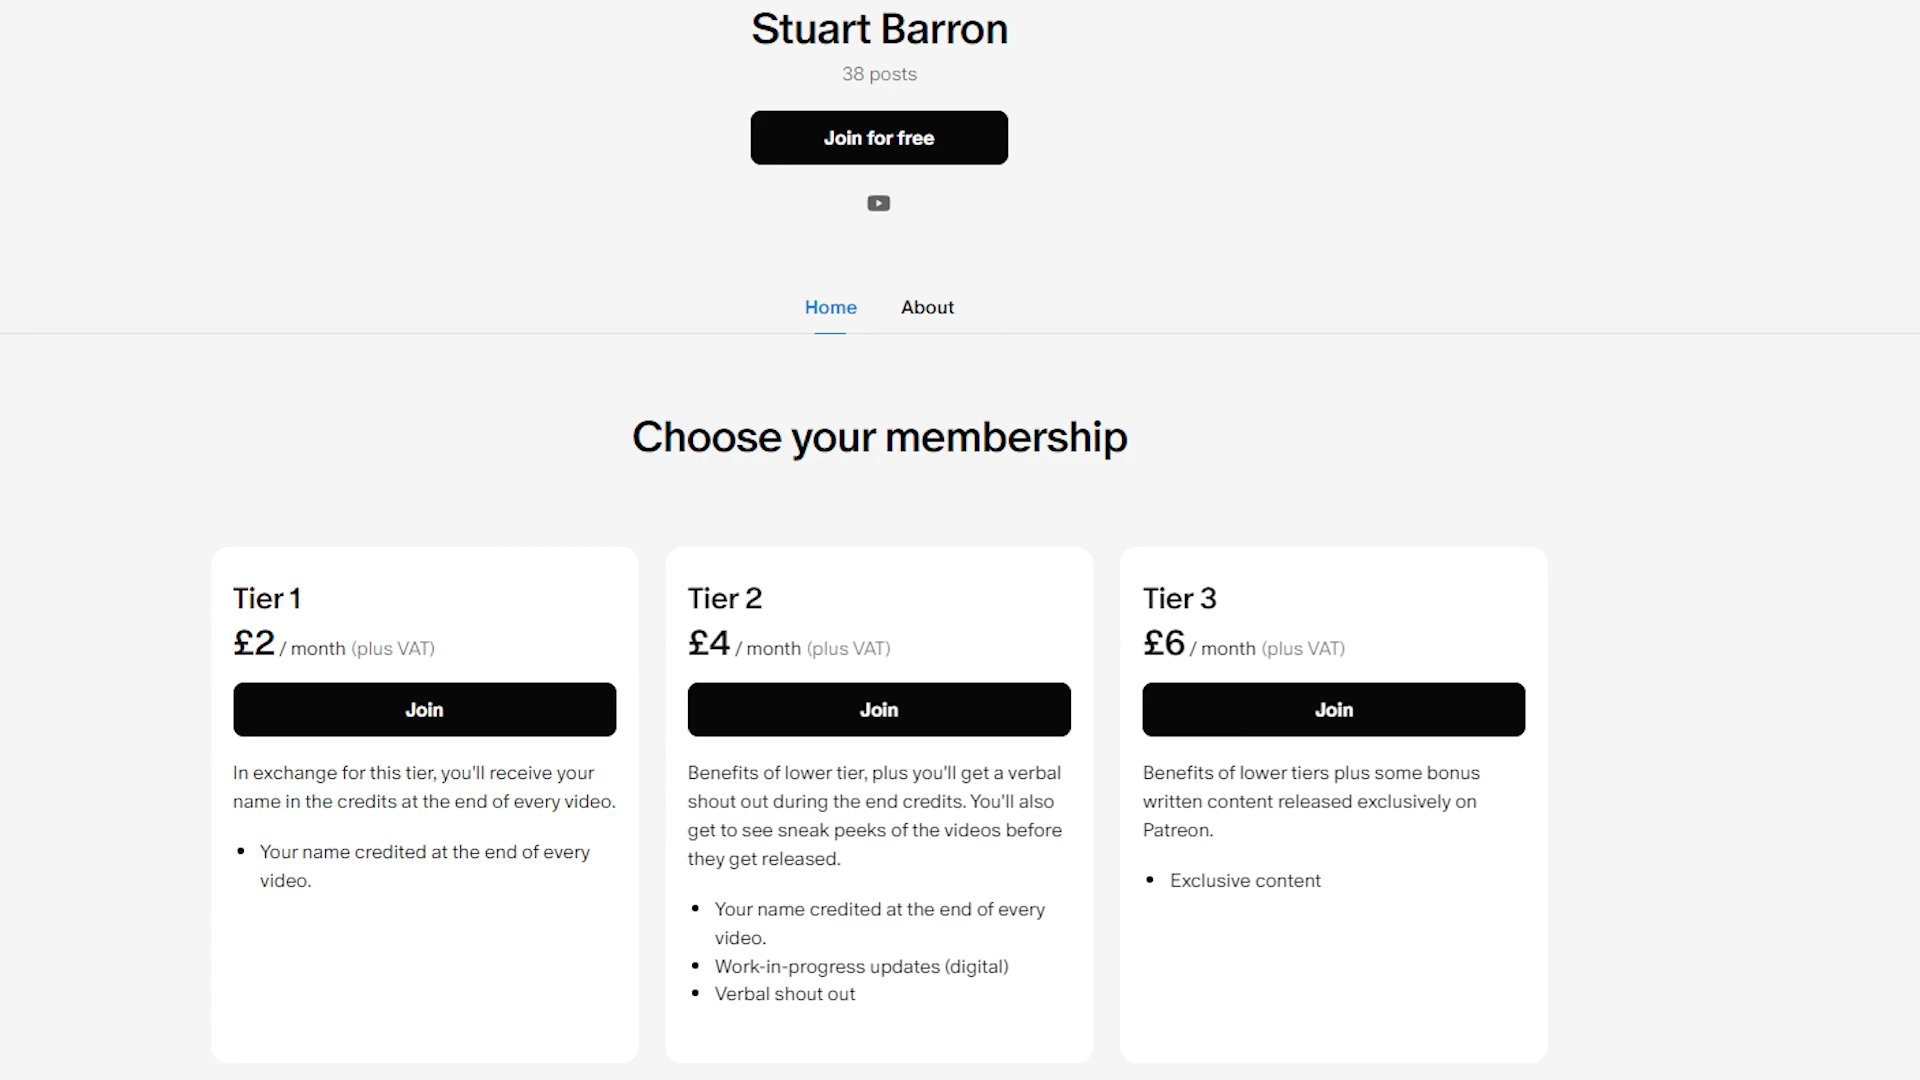 Stuart Barron
38 posts
Join for free
Home About
Choose your membership
Tier 1
£2 / month (plus VAT)
Join
In exchange for this tier, you'll receive your
name in the credits at the end of every video.
• Your name credited at the end of every
video.
Tier 2
£4 / month (plus VAT)
Join
Benefits of lower tier, plus you'll get a verbal
shout out during the end credits. You'll also
get to see sneak peeks of the videos before
they get released.
• Your name credited at the end of every
video.
• Work-in-progress updates (digital)
• Verbal shout out
Tier 3
£6 / month (plus VAT)
Join
Benefits of lower tiers plus some bonus
written content released exclusively on
Patreon.
• Exclusive content